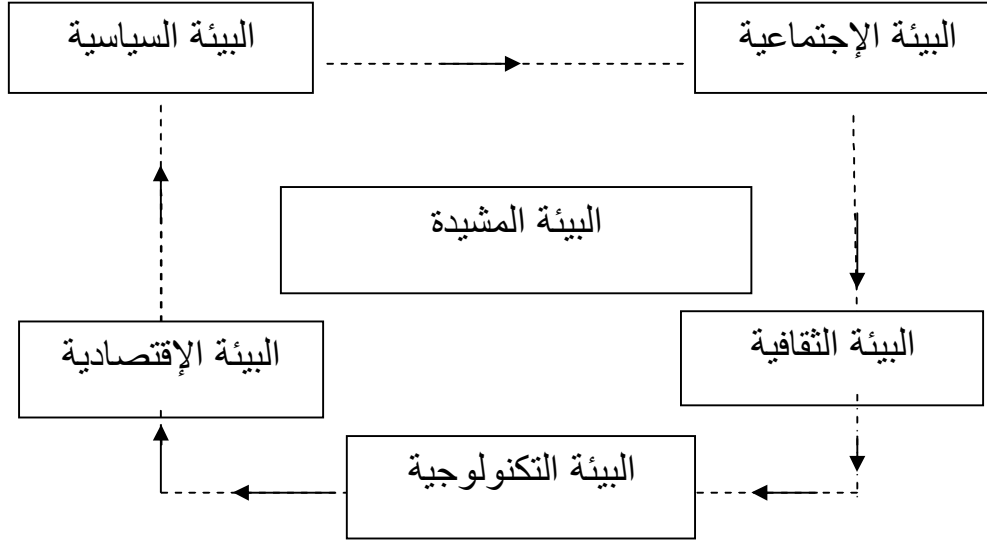 البيئة الإجتماعية
البيئة السياسية
البيئة المشيدة
البيئة الثقافية
البيئة الإقتصادية
البيئة التكنولوجية